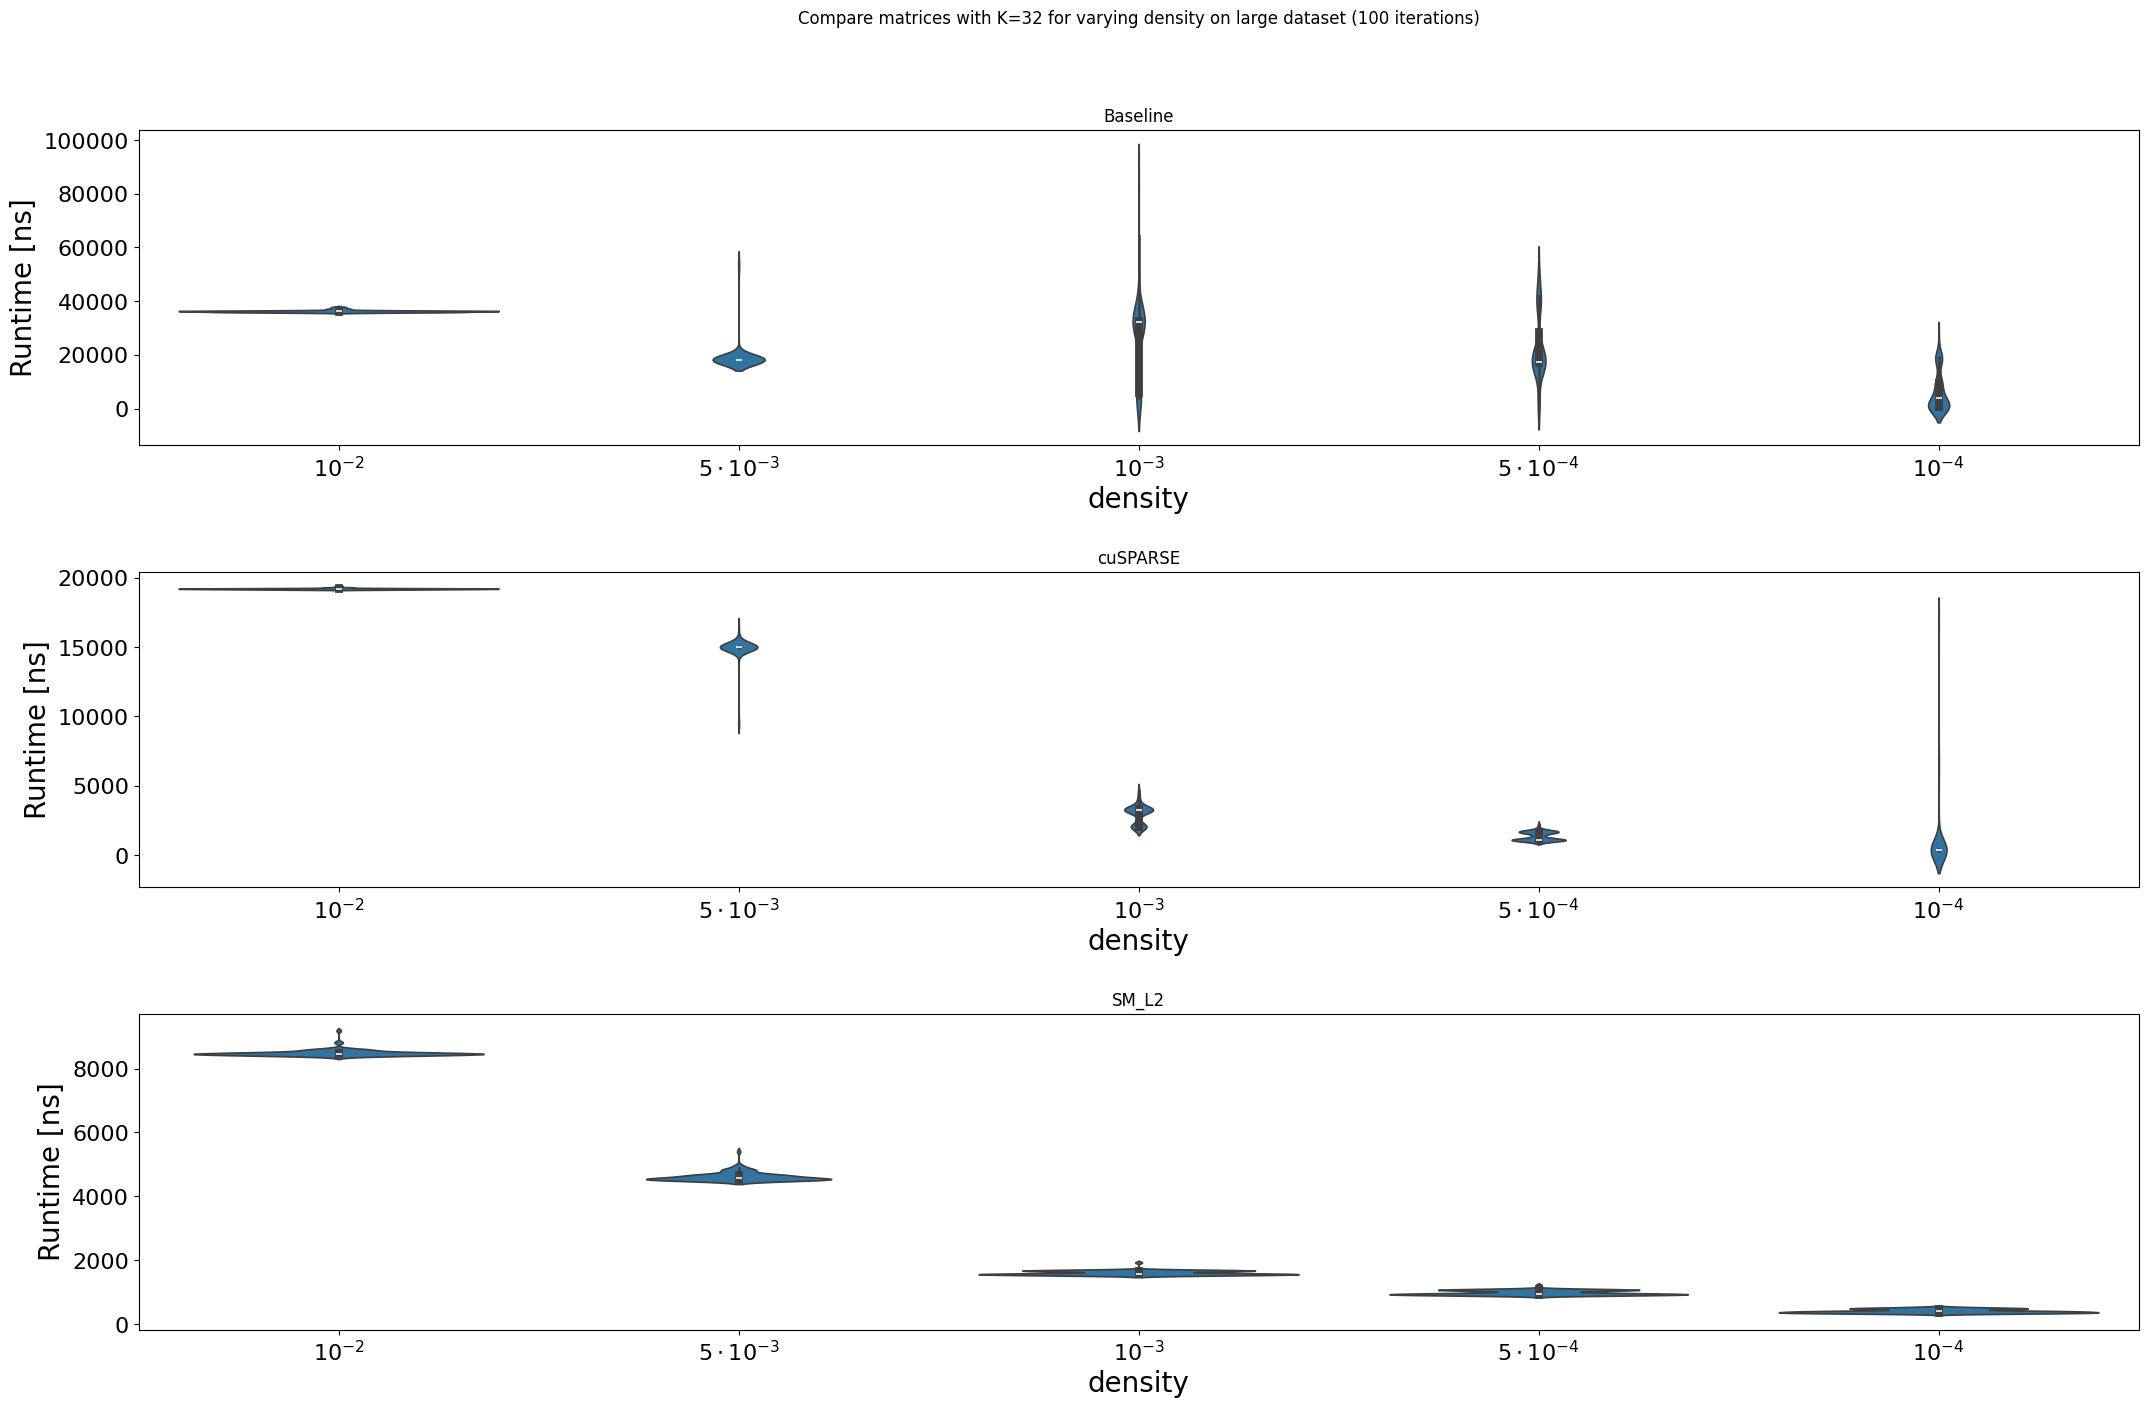 Compare matrices with K=32 for varying density on large dataset (100 iterations)
Baseline
Runtime [ns]
100000
80000
60000
40000
20000
0
10⁻² 5·10⁻³ 10⁻³ 5·10⁻⁴ 10⁻⁴
density
cuSPARSE
Runtime [ns]
20000
15000
10000
5000
0
10⁻² 5·10⁻³ 10⁻³ 5·10⁻⁴ 10⁻⁴
density
SM_L2
Runtime [ns]
8000
6000
4000
2000
0
10⁻² 5·10⁻³ 10⁻³ 5·10⁻⁴ 10⁻⁴
density